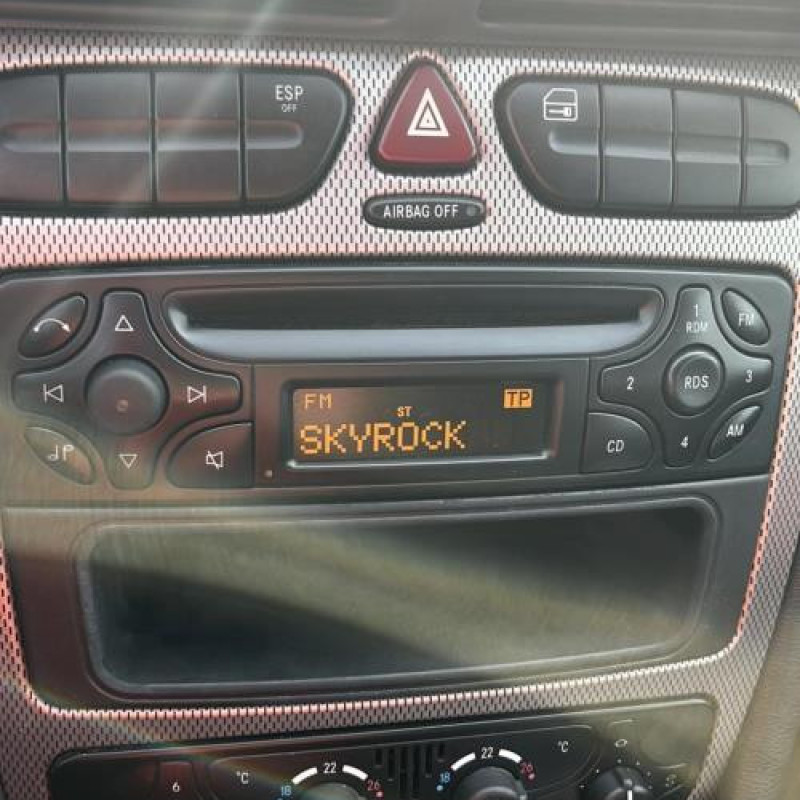 ESP
OFF
AIRBAG OFF
1
RDM
FM
2
RDS
3
CD
4
AM
FM
ST
TP
SKYROCK
6
°C
18
22
26
18
22
26
°C